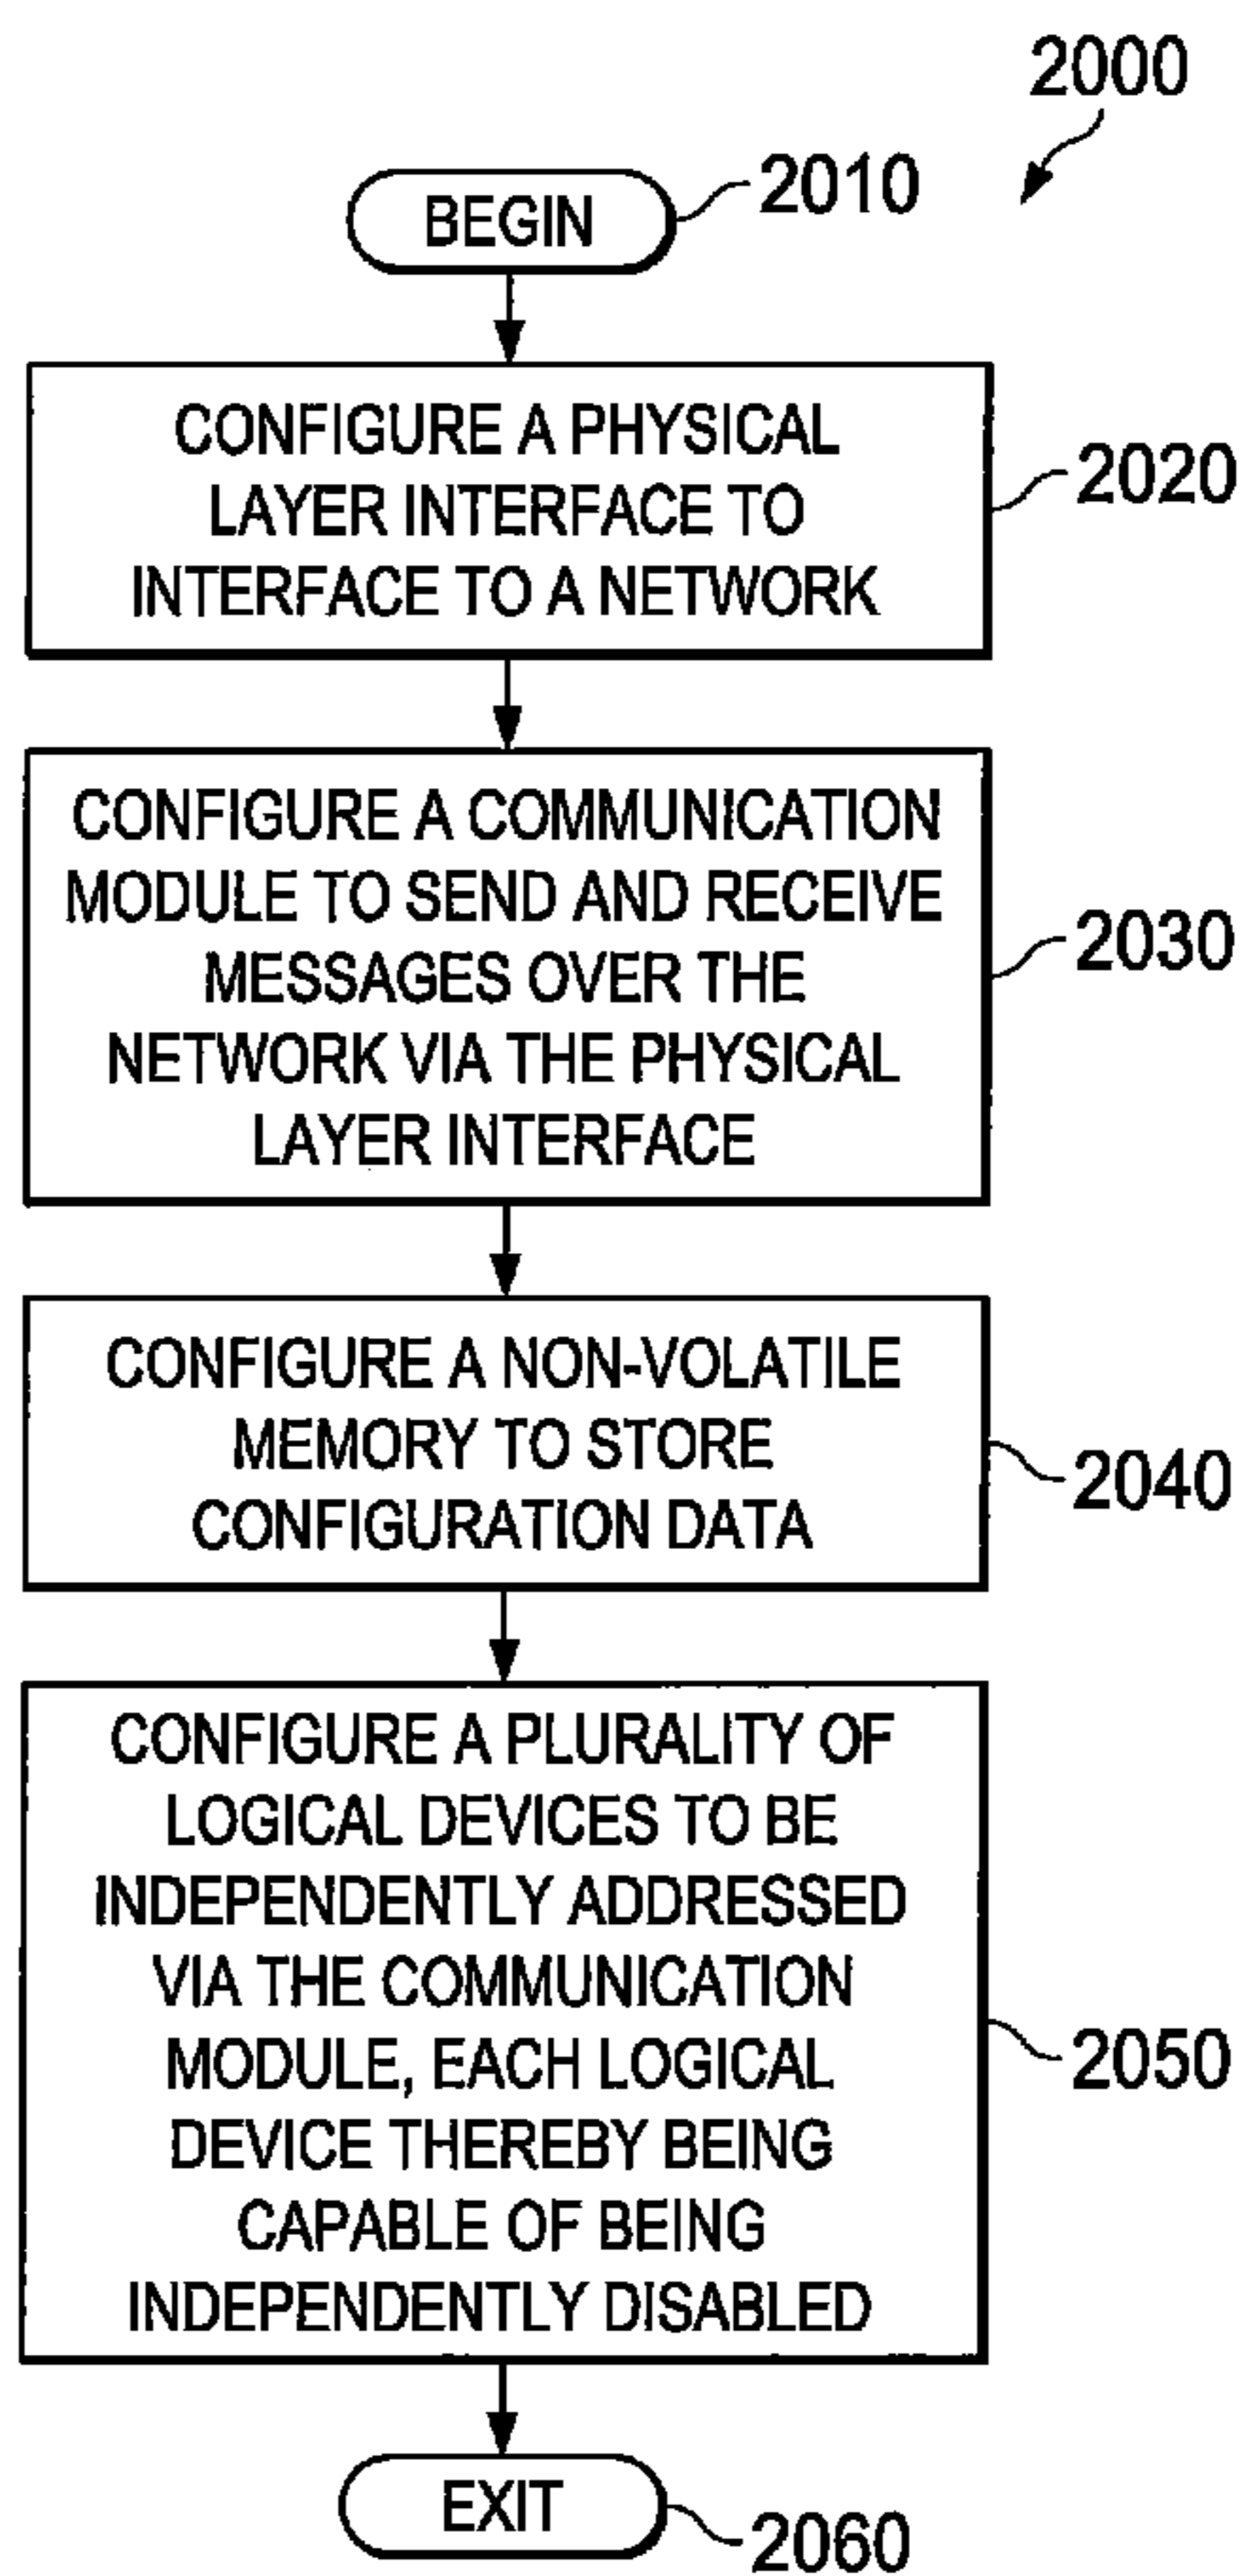 2000
BEGIN
2010
CONFIGURE A PHYSICAL
LAYER INTERFACE TO
INTERFACE TO A NETWORK
2020
CONFIGURE A COMMUNICATION
MODULE TO SEND AND RECEIVE
MESSAGES OVER THE
NETWORK VIA THE PHYSICAL
LAYER INTERFACE
2030
CONFIGURE A NON-VOLATILE
MEMORY TO STORE
CONFIGURATION DATA
2040
CONFIGURE A PLURALITY OF
LOGICAL DEVICES TO BE
INDEPENDENTLY ADDRESSED
VIA THE COMMUNICATION
MODULE, EACH LOGICAL
DEVICE THEREBY BEING
CAPABLE OF BEING
INDEPENDENTLY DISABLED
2050
EXIT
2060